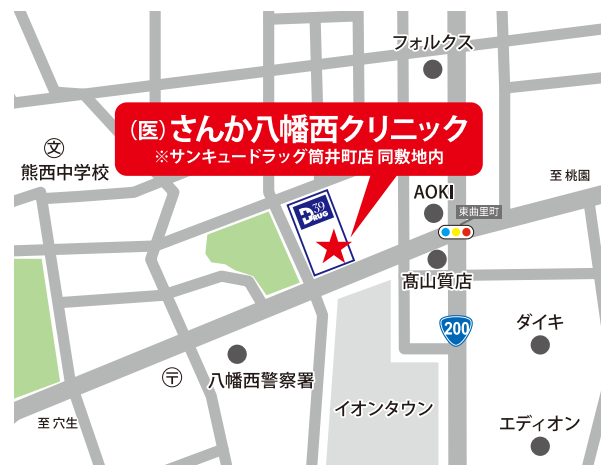 フォルクス
（医）さんか八幡西クリニック
※サンキュードラッグ筒井町店 同敷地内
文
熊西中学校
至 桃園
AOKI
東曲里町
39
DRUG
髙山質店
200
ダイキ
〒
八幡西警察署
イオンタウン
至 穴生
エディオン